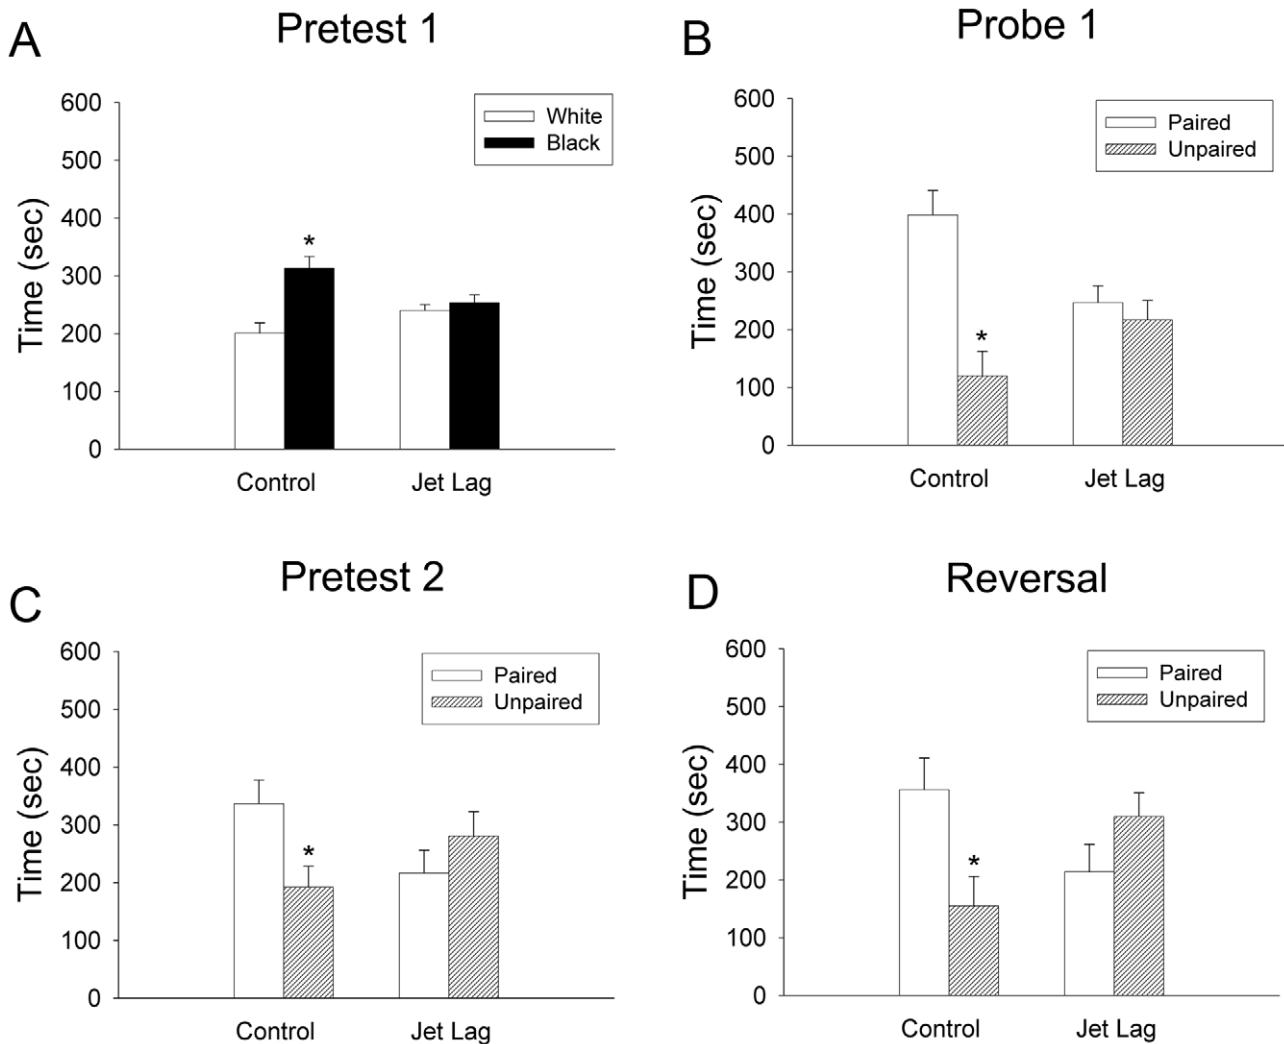 A
Pretest 1
Time (sec)
600
500
400
300
200
100
0
White
Black
*
Control
Jet Lag
B
Probe 1
Time (sec)
600
500
400
300
200
100
0
Paired
Unpaired
*
Control
Jet Lag
C
Pretest 2
Time (sec)
600
500
400
300
200
100
0
Paired
Unpaired
*
Control
Jet Lag
D
Reversal
Time (sec)
600
500
400
300
200
100
0
Paired
Unpaired
*
Control
Jet Lag